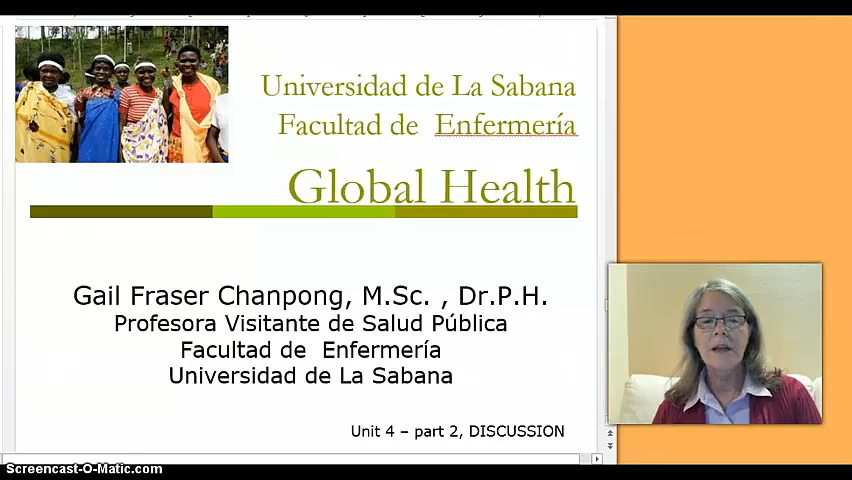 Universidad de La Sabana
Facultad de Enfermería
Global Health
Gail Fraser Chanpong, M.Sc. , Dr.P.H.
Profesora Visitante de Salud Pública
Facultad de Enfermería
Universidad de La Sabana
Unit 4 – part 2, DISCUSSION
Screencast-O-Matic.com